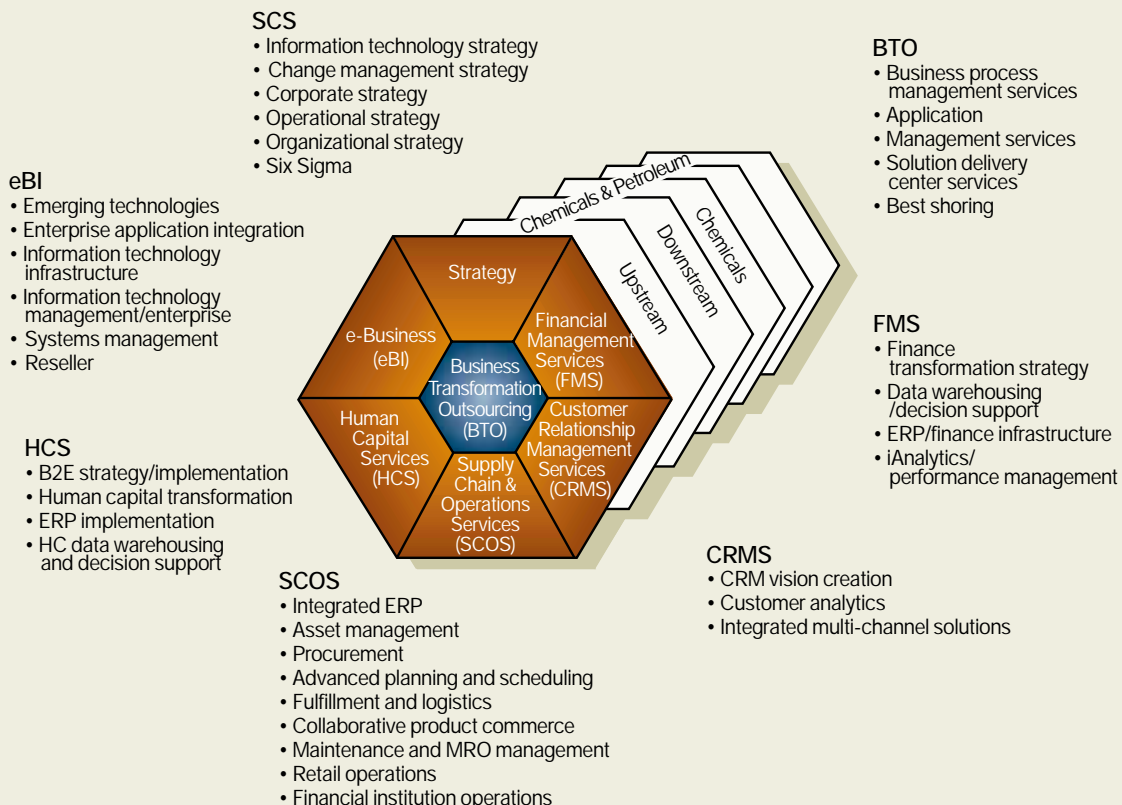 SCS
• Information technology strategy
• Change management strategy
• Corporate strategy
• Operational strategy
• Organizational strategy
• Six Sigma
BTO
• Business process
management services
• Application
• Management services
• Solution delivery
center services
• Best shoring
eBI
• Emerging technologies
• Enterprise application integration
• Information technology
infrastructure
• Information technology
management/enterprise
• Systems management
• Reseller
Chemicals & Petroleum
Chemicals
Downstream
Upstream
Strategy
e-Business
(eBI)
Financial
Management
Services
(FMS)
Business
Transformation
Outsourcing
(BTO)
Human
Capital
Services
(HCS)
Customer
Relationship
Management
Services
(CRMS)
Supply
Chain &
Operations
Services
(SCOS)
FMS
• Finance
transformation strategy
• Data warehousing
/decision support
• ERP/finance infrastructure
• iAnalytics/
performance management
HCS
• B2E strategy/implementation
• Human capital transformation
• ERP implementation
• HC data warehousing
and decision support
CRMS
• CRM vision creation
• Customer analytics
• Integrated multi-channel solutions
SCOS
• Integrated ERP
• Asset management
• Procurement
• Advanced planning and scheduling
• Fulfillment and logistics
• Collaborative product commerce
• Maintenance and MRO management
• Retail operations
• Financial institution operations